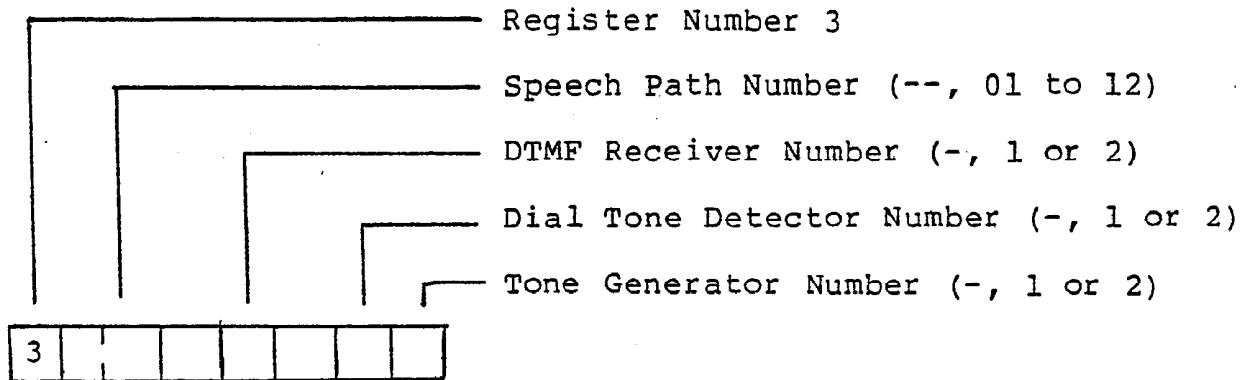 Register Number 3
Speech Path Number (--, 01 to 12)
DTMF Receiver Number (-, 1 or 2)
Dial Tone Detector Number (-, 1 or 2)
Tone Generator Number (-, 1 or 2)
3